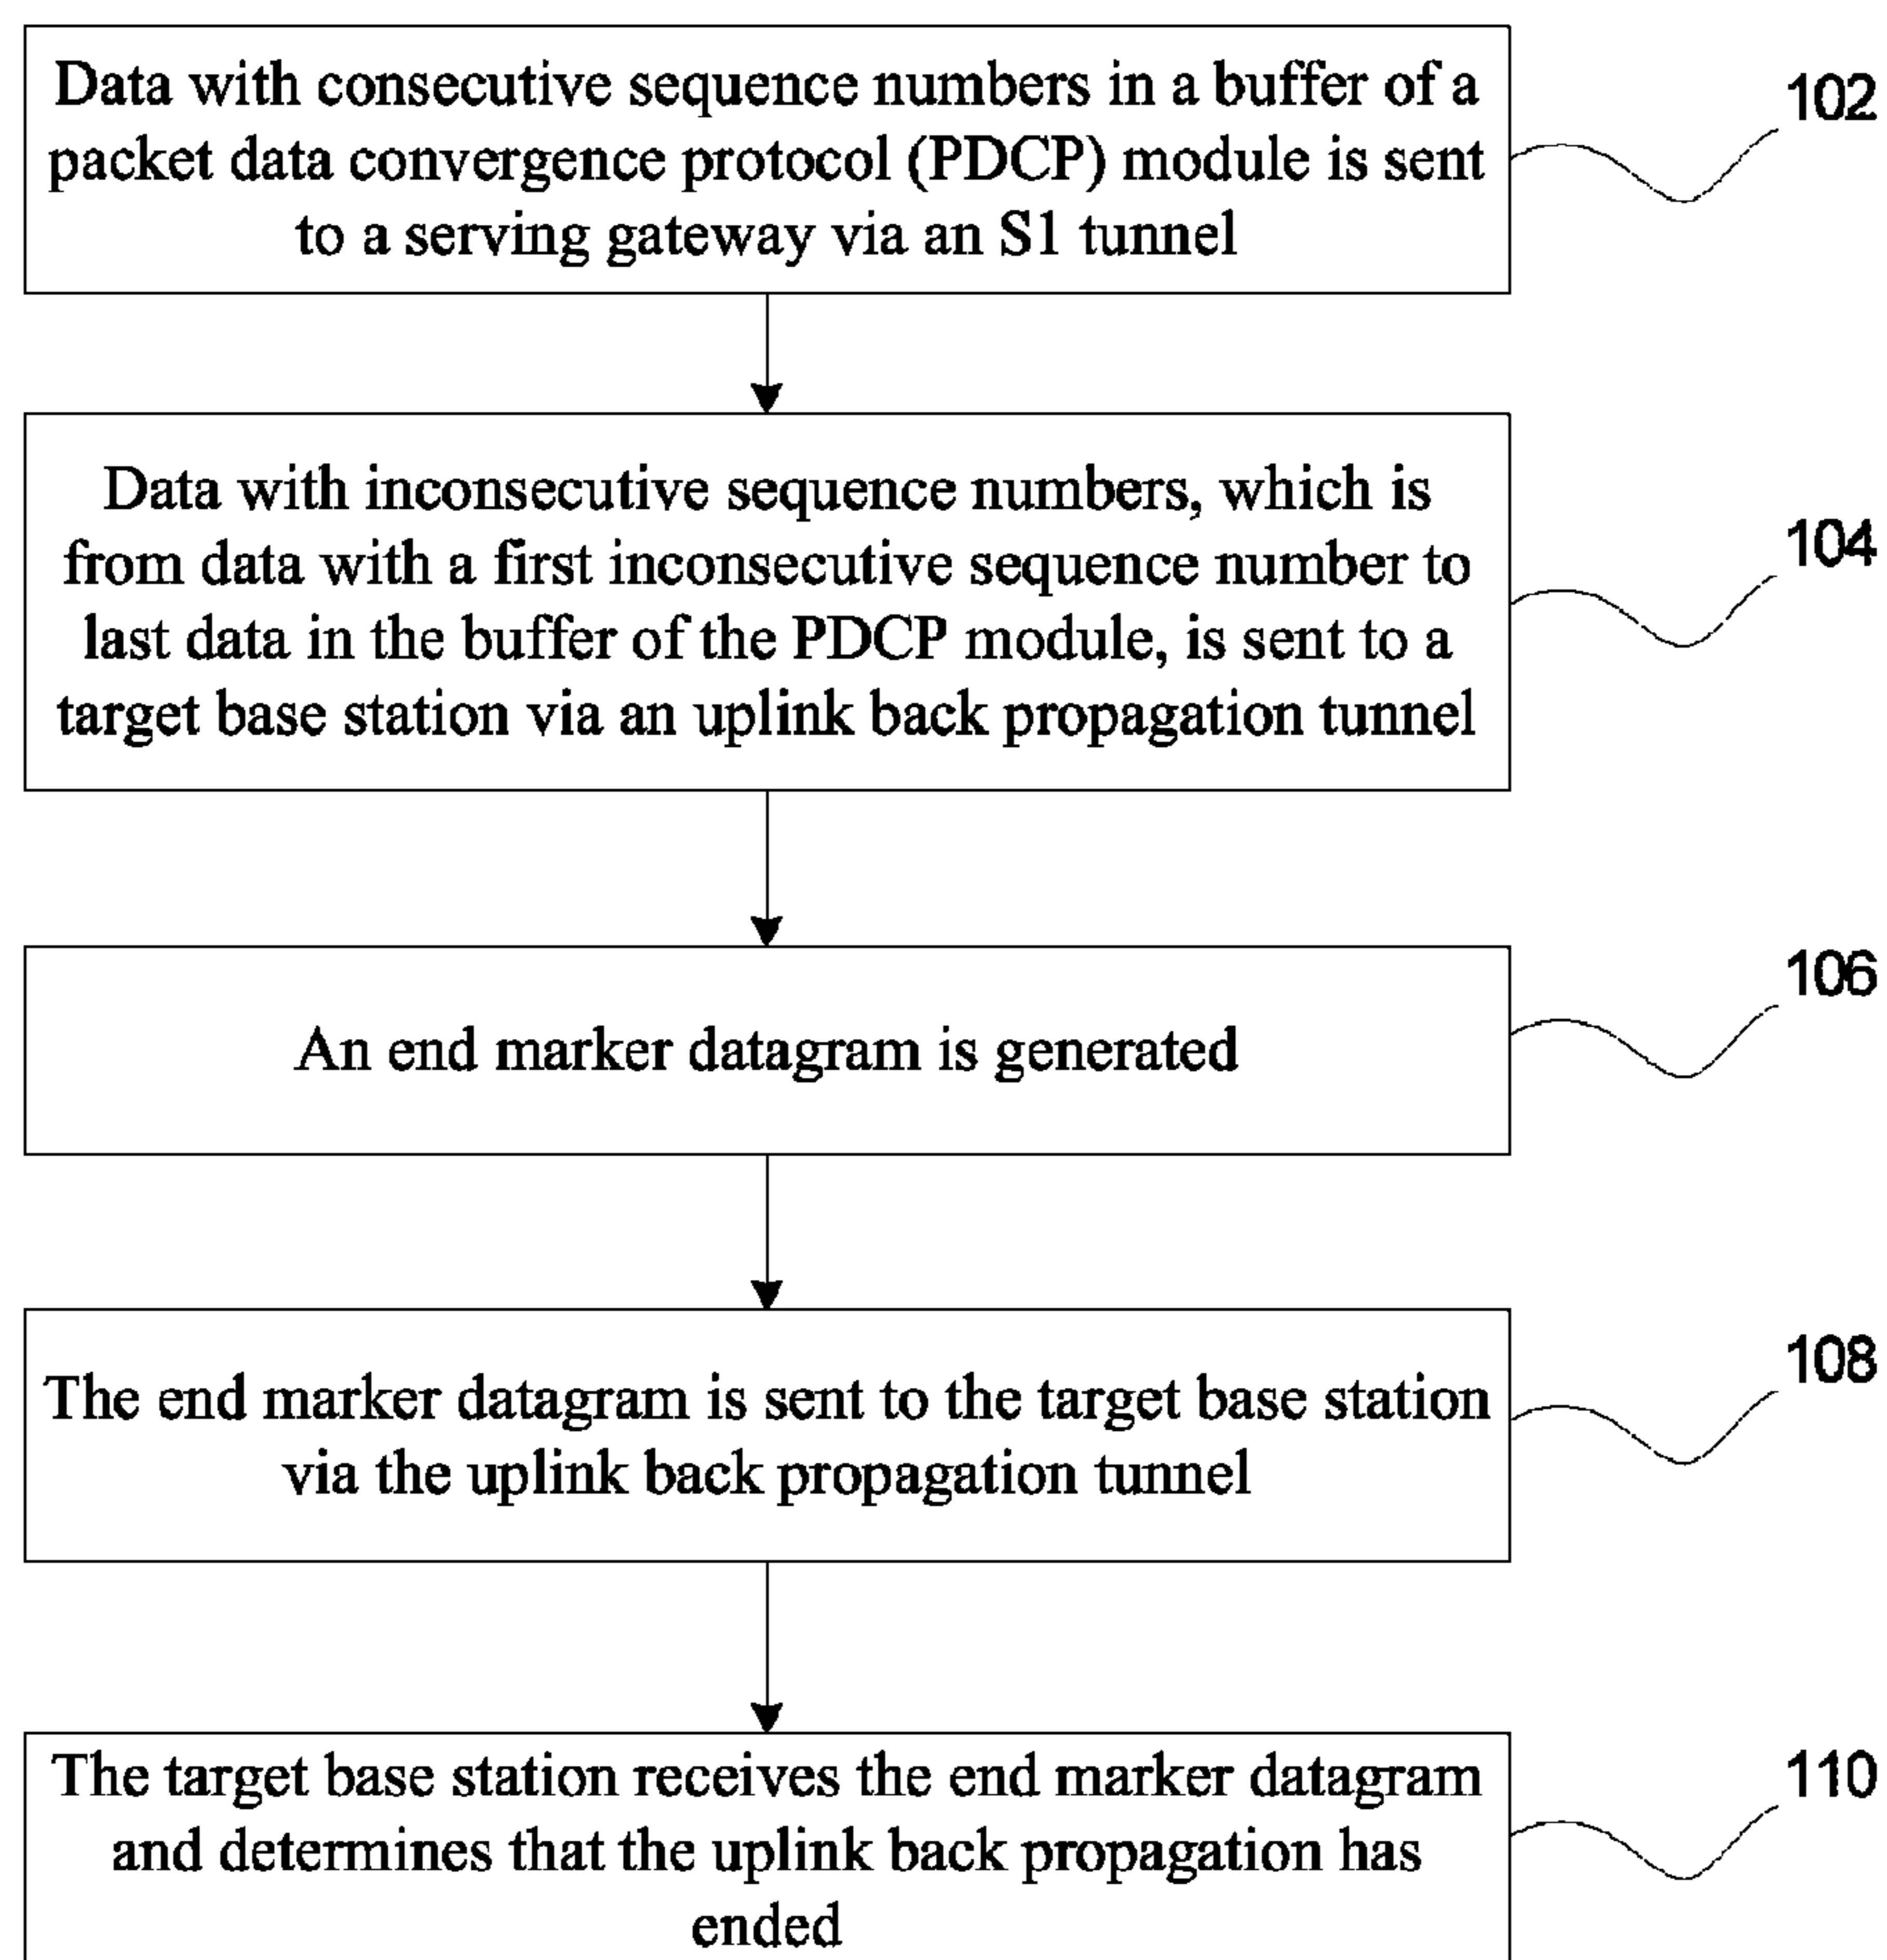 Data with consecutive sequence numbers in a buffer of a
packet data convergence protocol (PDCP) module is sent
to a serving gateway via an S1 tunnel
102
Data with inconsecutive sequence numbers, which is
from data with a first inconsecutive sequence number to
last data in the buffer of the PDCP module, is sent to a
target base station via an uplink back propagation tunnel
104
An end marker datagram is generated
106
The end marker datagram is sent to the target base station
via the uplink back propagation tunnel
108
The target base station receives the end marker datagram
and determines that the uplink back propagation has
ended
110